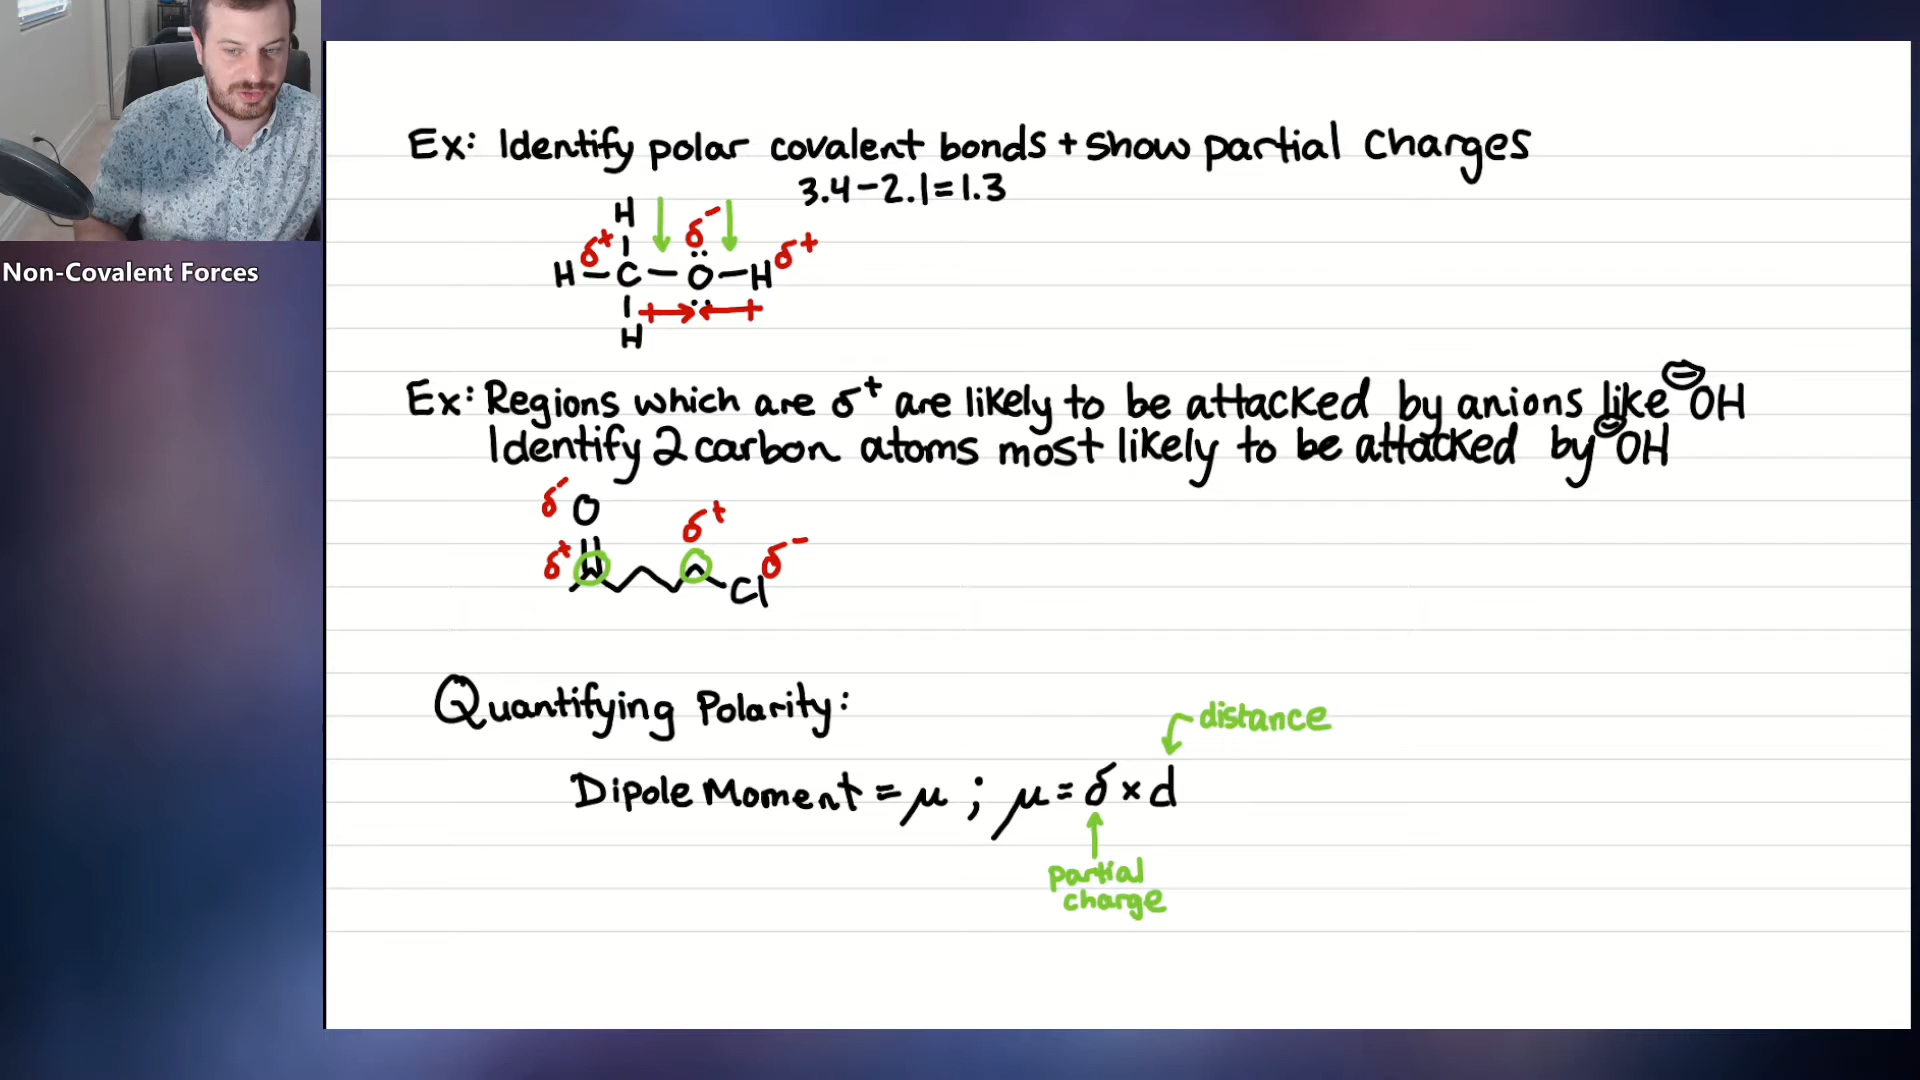 Non-Covalent Forces
Ex: Identify polar covalent bonds + show partial charges
3.4-2.1=1.3
H
δ+ δ- δ+
H-C-O-H
H
Ex: Regions which are δ+ are likely to be attacked by anions like ⊖OH
Identify 2 carbon atoms most likely to be attacked by ⊖OH
δ- O
δ+ δ+ δ-
Cl
Quantifying Polarity:
distance
Dipole Moment = μ ; μ = δ × d
partial
charge